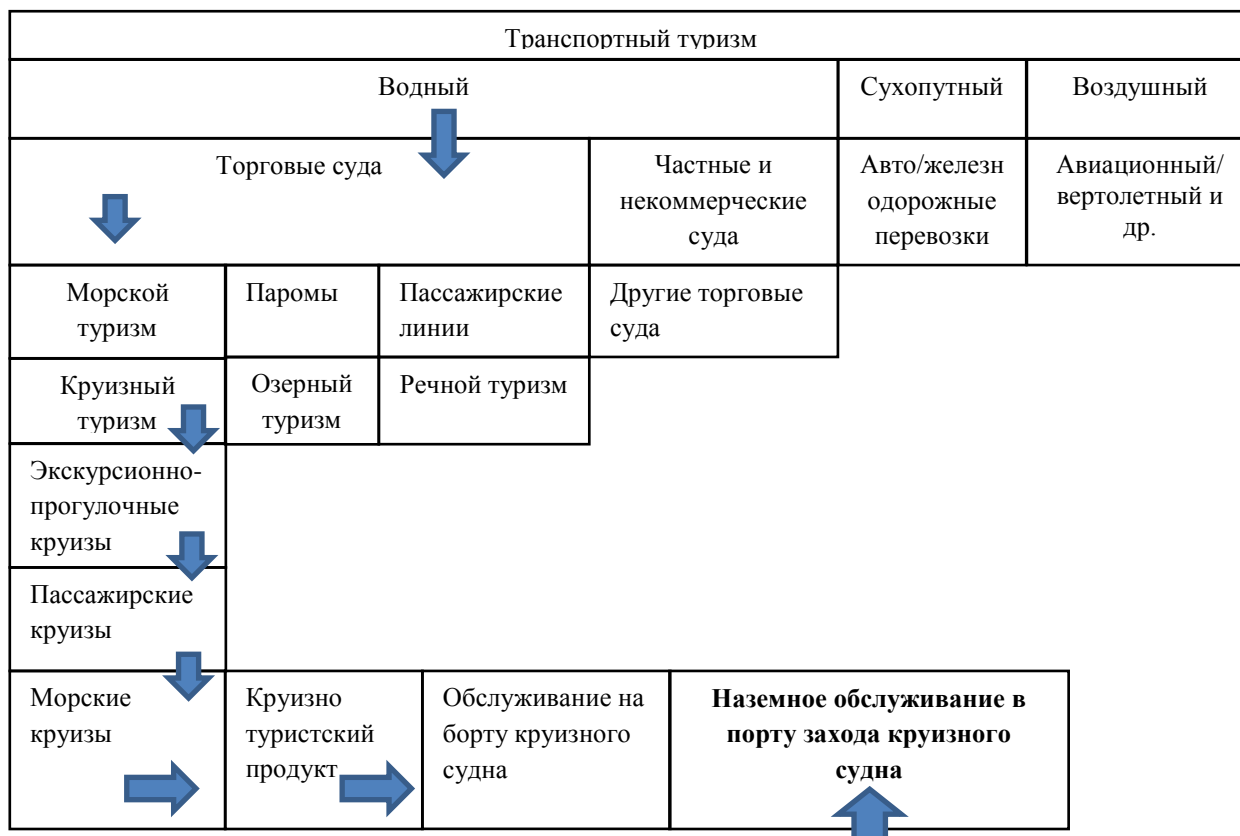 Транспортный туризм
Водный
Сухопутный
Воздушный
Торговые суда
Частные и
некоммерческие
суда
Авто/железн
одорожные
перевозки
Авиационный/
вертолетный и
др.
Морской
туризм
Паромы
Пассажирские
линии
Другие торговые
суда
Круизный
туризм
Озерный
туризм
Речной туризм
Экскурсионно-
прогулочные
круизы
Пассажирские
круизы
Морские
круизы
Круизно
туристский
продукт
Обслуживание на
борту круизного
судна
Наземное обслуживание в
порту захода круизного
судна